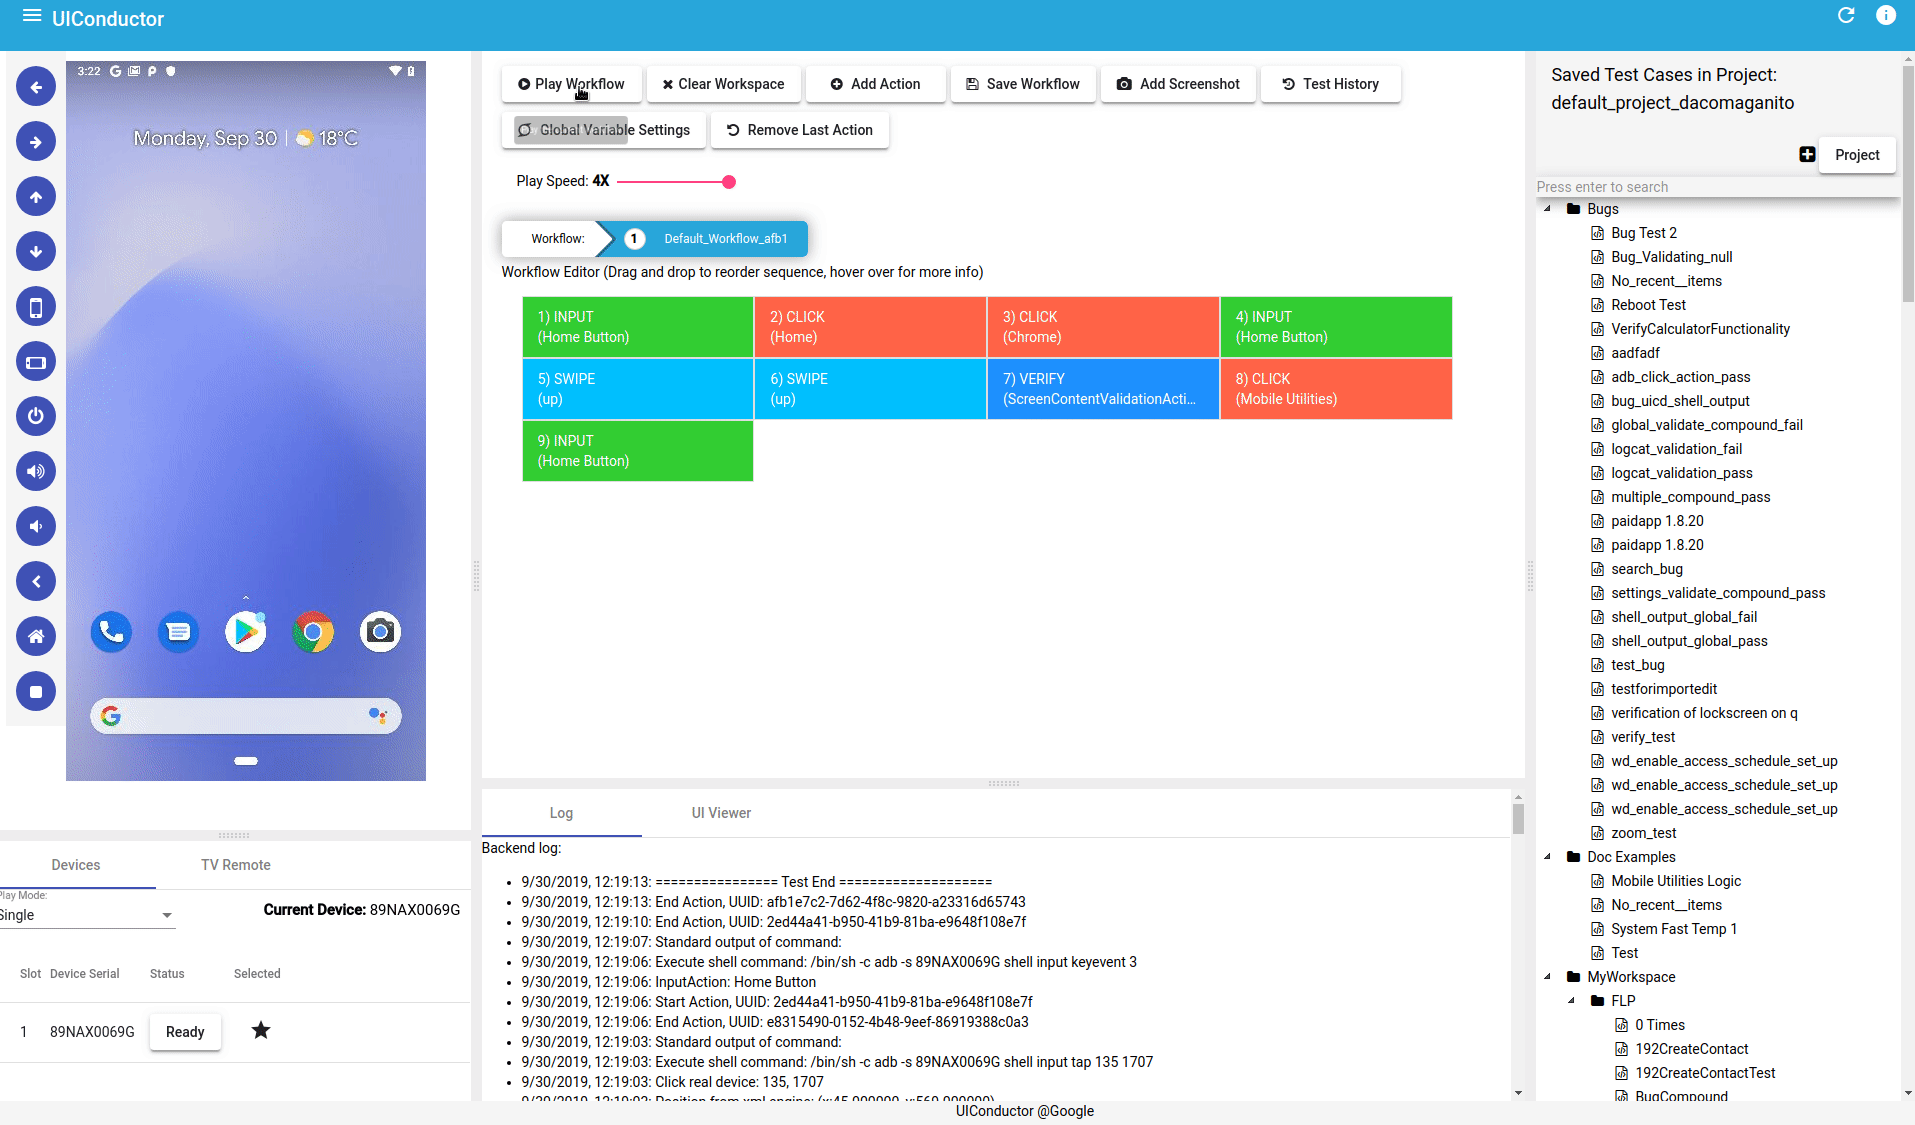 UIConductor
3:22
Monday, Sep 30 | 18°C
Play Workflow
Clear Workspace
Add Action
Save Workflow
Add Screenshot
Test History
Global Variable Settings
Remove Last Action
Play Speed: 4X
Workflow:
1
Default_Workflow_afb1
Workflow Editor (Drag and drop to reorder sequence, hover over for more info)
1) INPUT
(Home Button)
2) CLICK
(Home)
3) CLICK
(Chrome)
4) INPUT
(Home Button)
5) SWIPE
(up)
6) SWIPE
(up)
7) VERIFY
(ScreenContentValidationActi...
8) CLICK
(Mobile Utilities)
9) INPUT
(Home Button)
Devices
TV Remote
Play Mode:
Single
Current Device: 89NAX0069G
Slot Device Serial Status Selected
1 89NAX0069G Ready
Log
UI Viewer
Backend log:
• 9/30/2019, 12:19:13: ================ Test End ====================
• 9/30/2019, 12:19:13: End Action, UUID: afb1e7c2-7d62-4f8c-9820-a23316d65743
• 9/30/2019, 12:19:10: End Action, UUID: 2ed44a41-b950-41b9-81ba-e9648f108e7f
• 9/30/2019, 12:19:07: Standard output of command:
• 9/30/2019, 12:19:06: Execute shell command: /bin/sh -c adb -s 89NAX0069G shell input keyevent 3
• 9/30/2019, 12:19:06: InputAction: Home Button
• 9/30/2019, 12:19:06: Start Action, UUID: 2ed44a41-b950-41b9-81ba-e9648f108e7f
• 9/30/2019, 12:19:06: End Action, UUID: e8315490-0152-4b48-9eef-86919388c0a3
• 9/30/2019, 12:19:03: Standard output of command:
• 9/30/2019, 12:19:03: Execute shell command: /bin/sh -c adb -s 89NAX0069G shell input tap 135 1707
• 9/30/2019, 12:19:03: Click real device: 135, 1707
• 9/30/2019, 12:19:03: Position from xml engine: (x:45.000000, y:569.000000)
Saved Test Cases in Project:
default_project_dacomaganito
Project
Press enter to search
Bugs
Bug Test 2
Bug_Validating_null
No_recent__items
Reboot Test
VerifyCalculatorFunctionality
aadfadf
adb_click_action_pass
bug_uicd_shell_output
global_validate_compound_fail
logcat_validation_fail
logcat_validation_pass
multiple_compound_pass
paidapp 1.8.20
paidapp 1.8.20
search_bug
settings_validate_compound_pass
shell_output_global_fail
shell_output_global_pass
test_bug
testforimportedit
verification of lockscreen on q
verify_test
wd_enable_access_schedule_set_up
wd_enable_access_schedule_set_up
wd_enable_access_schedule_set_up
zoom_test
Doc Examples
Mobile Utilities Logic
No_recent__items
System Fast Temp 1
Test
MyWorkspace
FLP
0 Times
192CreateContact
192CreateContactTest
BugCompound
UIConductor @Google